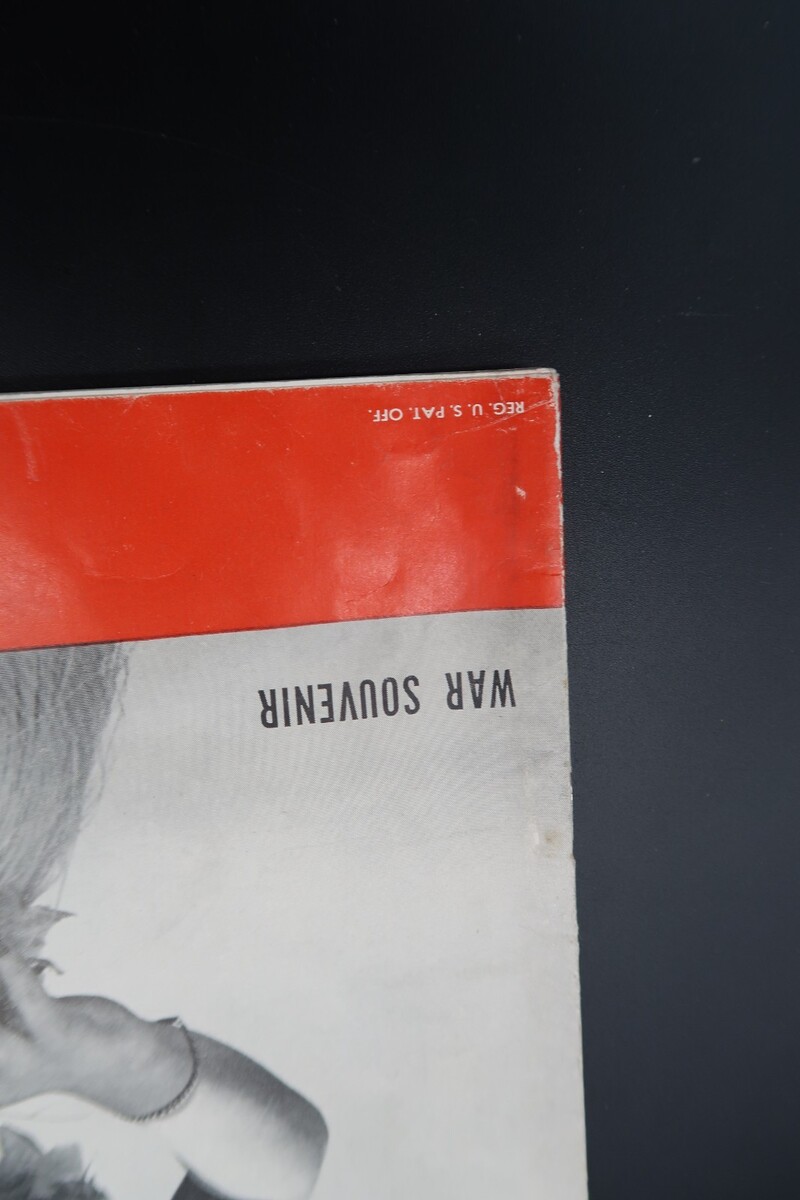 WAR SOUVENIR
REG. U. S. PAT. OFF.